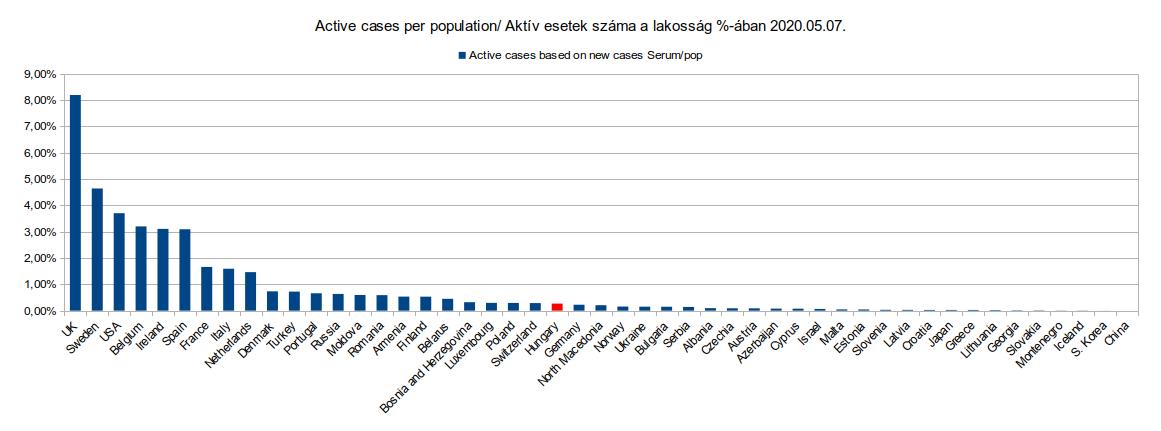 Active cases per population/ Aktív esetek száma a lakosság %-ában 2020.05.07.
Active cases based on new cases Serum/pop
9,00%
8,00%
7,00%
6,00%
5,00%
4,00%
3,00%
2,00%
1,00%
0,00%
UK
Sweden
USA
Belgium
Ireland
Spain
France
Italy
Netherlands
Denmark
Turkey
Portugal
Russia
Moldova
Romania
Armenia
Finland
Belarus
Bosnia and Herzegovina
Luxembourg
Poland
Switzerland
Hungary
Germany
North Macedonia
Norway
Ukraine
Bulgaria
Serbia
Albania
Czechia
Austria
Azerbaijan
Cyprus
Israel
Malta
Estonia
Slovenia
Latvia
Croatia
Japan
Greece
Lithuania
Georgia
Slovakia
Montenegro
Iceland
S. Korea
China